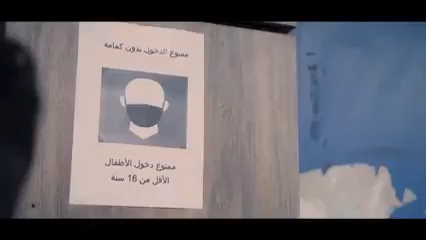 ممنوع الدخول بدون كمامة
ممنوع دخول الأطفال
الأقل من 16 سنة